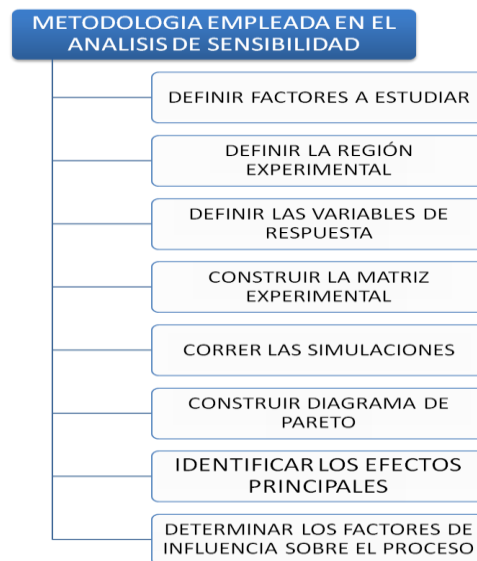 METODOLOGIA EMPLEADA EN EL
ANALISIS DE SENSIBILIDAD
DEFINIR FACTORES A ESTUDIAR
DEFINIR LA REGIÓN
EXPERIMENTAL
DEFINIR LAS VARIABLES DE
RESPUESTA
CONSTRUIR LA MATRIZ
EXPERIMENTAL
CORRER LAS SIMULACIONES
CONSTRUIR DIAGRAMA DE
PARETO
IDENTIFICAR LOS EFECTOS
PRINCIPALES
DETERMINAR LOS FACTORES DE
INFLUENCIA SOBRE EL PROCESO